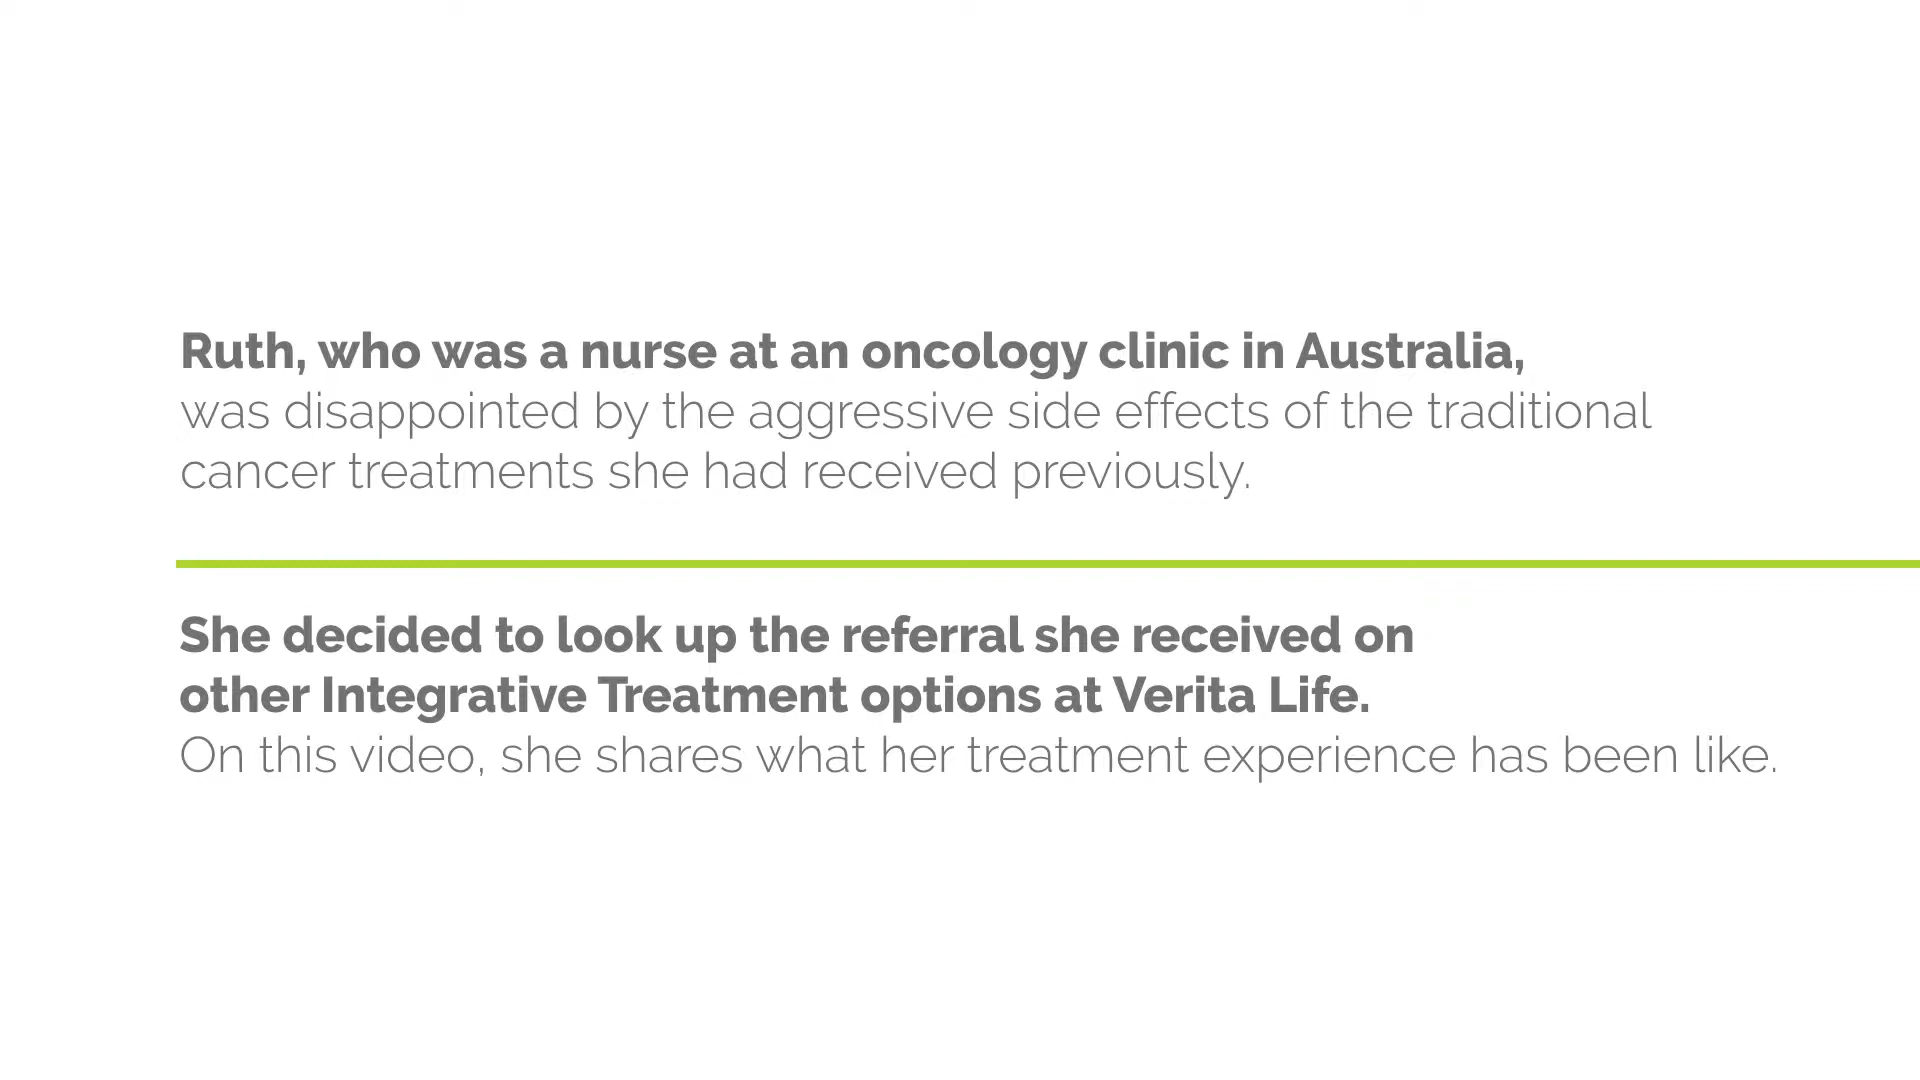 Ruth, who was a nurse at an oncology clinic in Australia,
was disappointed by the aggressive side effects of the traditional
cancer treatments she had received previously.
She decided to look up the referral she received on
other Integrative Treatment options at Verita Life.
On this video, she shares what her treatment experience has been like.